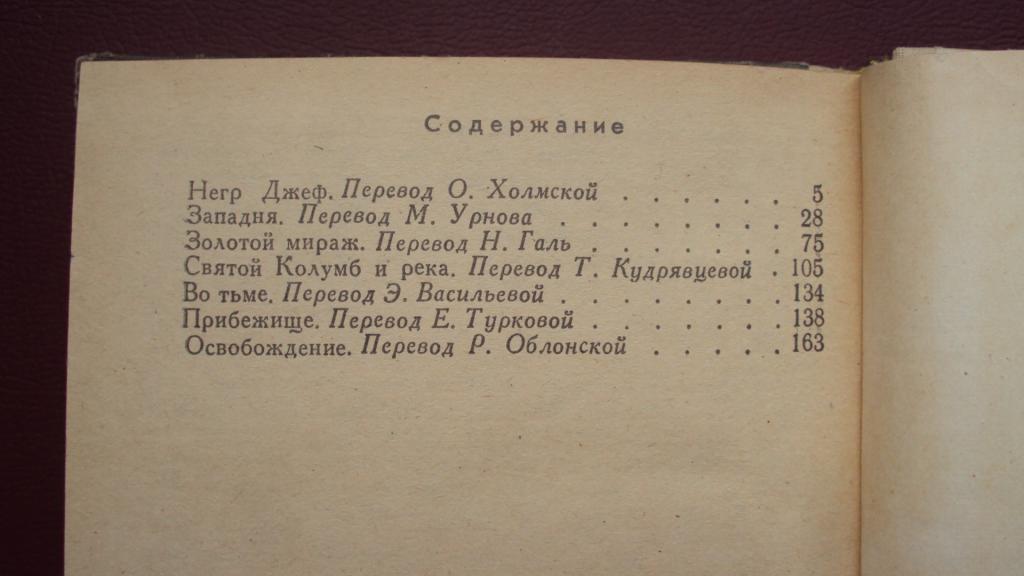 Содержание
Негр Джеф. Перевод О. Холмской . . . . . . 5
Западня. Перевод М. Урнова . . . . . . . . 28
Золотой мираж. Перевод Н. Галь . . . . . . . 75
Святой Колумб и река. Перевод Т. Кудрявцевой . 105
Во тьме. Перевод Э. Васильевой . . . . . . . . 134
Прибежище. Перевод Е. Турковой . . . . . . . 138
Освобождение. Перевод Р. Облонской . . . . . 163